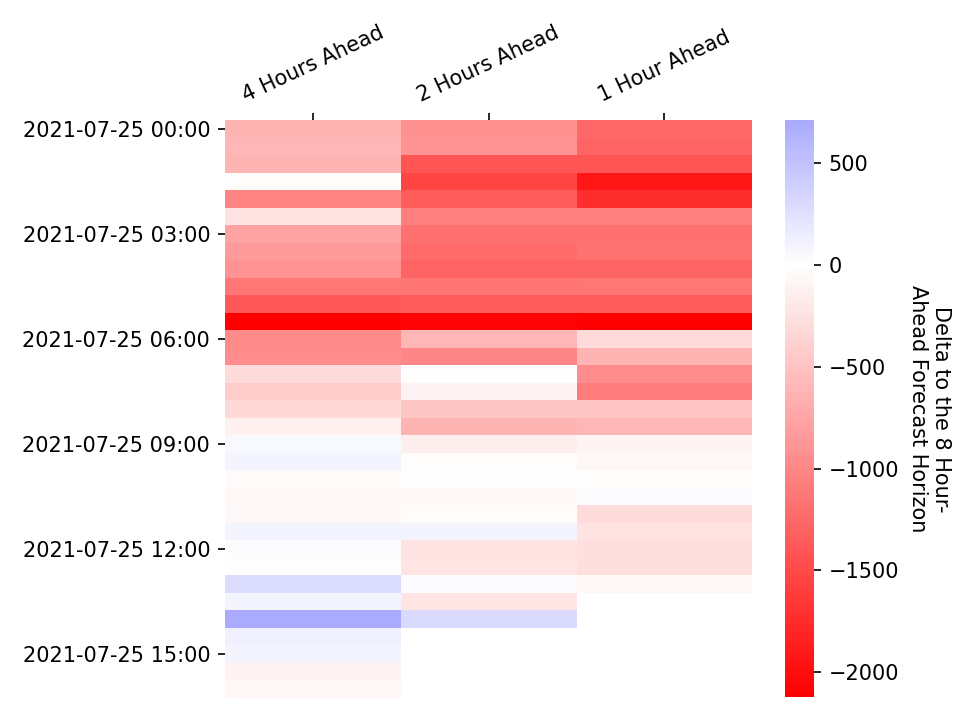 4 Hours Ahead
2 Hours Ahead
1 Hour Ahead
2021-07-25 00:00
2021-07-25 03:00
2021-07-25 06:00
2021-07-25 09:00
2021-07-25 12:00
2021-07-25 15:00
500
0
−500
−1000
−1500
−2000
Delta to the 8 Hour-
Ahead Forecast Horizon